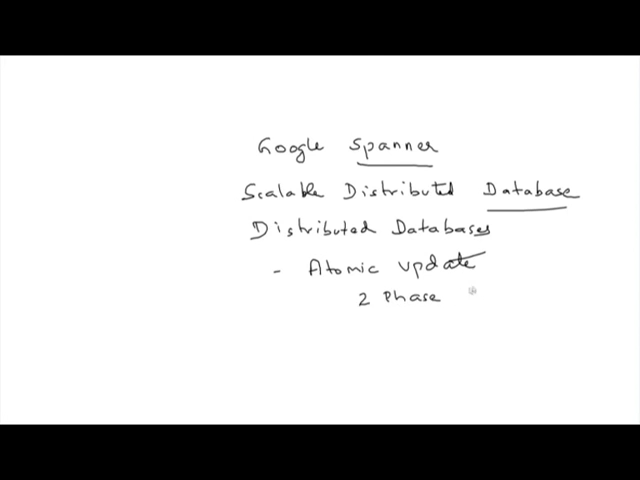 Google Spanner
Scalable Distributed Database
Distributed Databases
- Atomic update
2 Phase